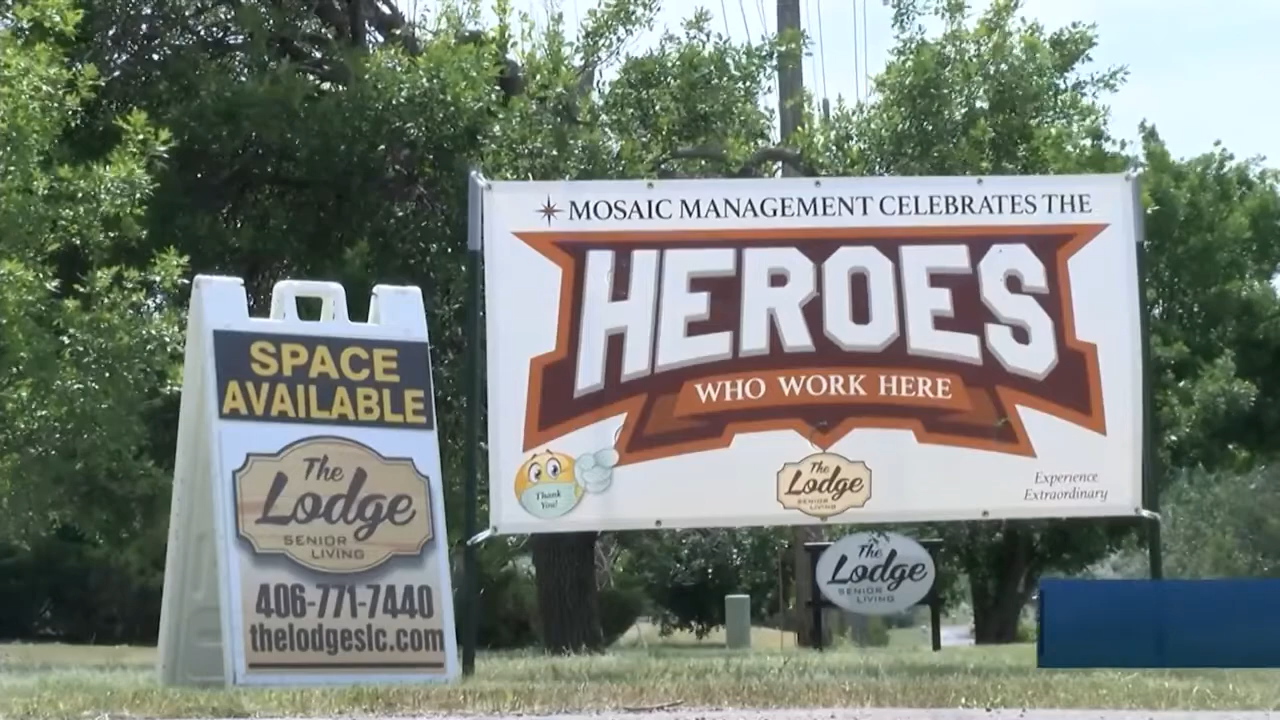 SPACE
AVAILABLE
The
Lodge
SENIOR
LIVING
406-771-7440
thelodgeslc.com
MOSAIC MANAGEMENT CELEBRATES THE
HEROES
WHO WORK HERE
Thank
You!
The
Lodge
SENIOR
LIVING
Experience
Extraordinary
The
Lodge
SENIOR
LIVING